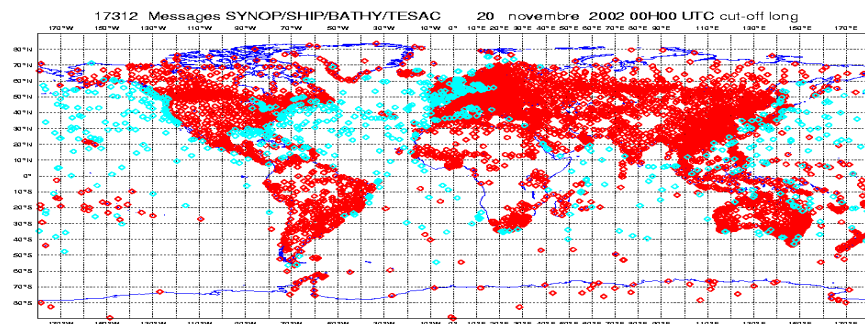 17312 Messages SYNOP/SHIP/BATHY/TESAC 20 novembre 2002 00H00 UTC cut-off long
170°W 150°W 130°W 110°W 90°W 70°W 50°W 30°W 10°W 0° 10°E 20°E 30°E 40°E 50°E 60°E 70°E 80°E 90°E 110°E 130°E 150°E 170°E
80°N
70°N
60°N
50°N
40°N
30°N
20°N
10°N
0°
10°S
20°S
30°S
40°S
50°S
60°S
70°S
80°S